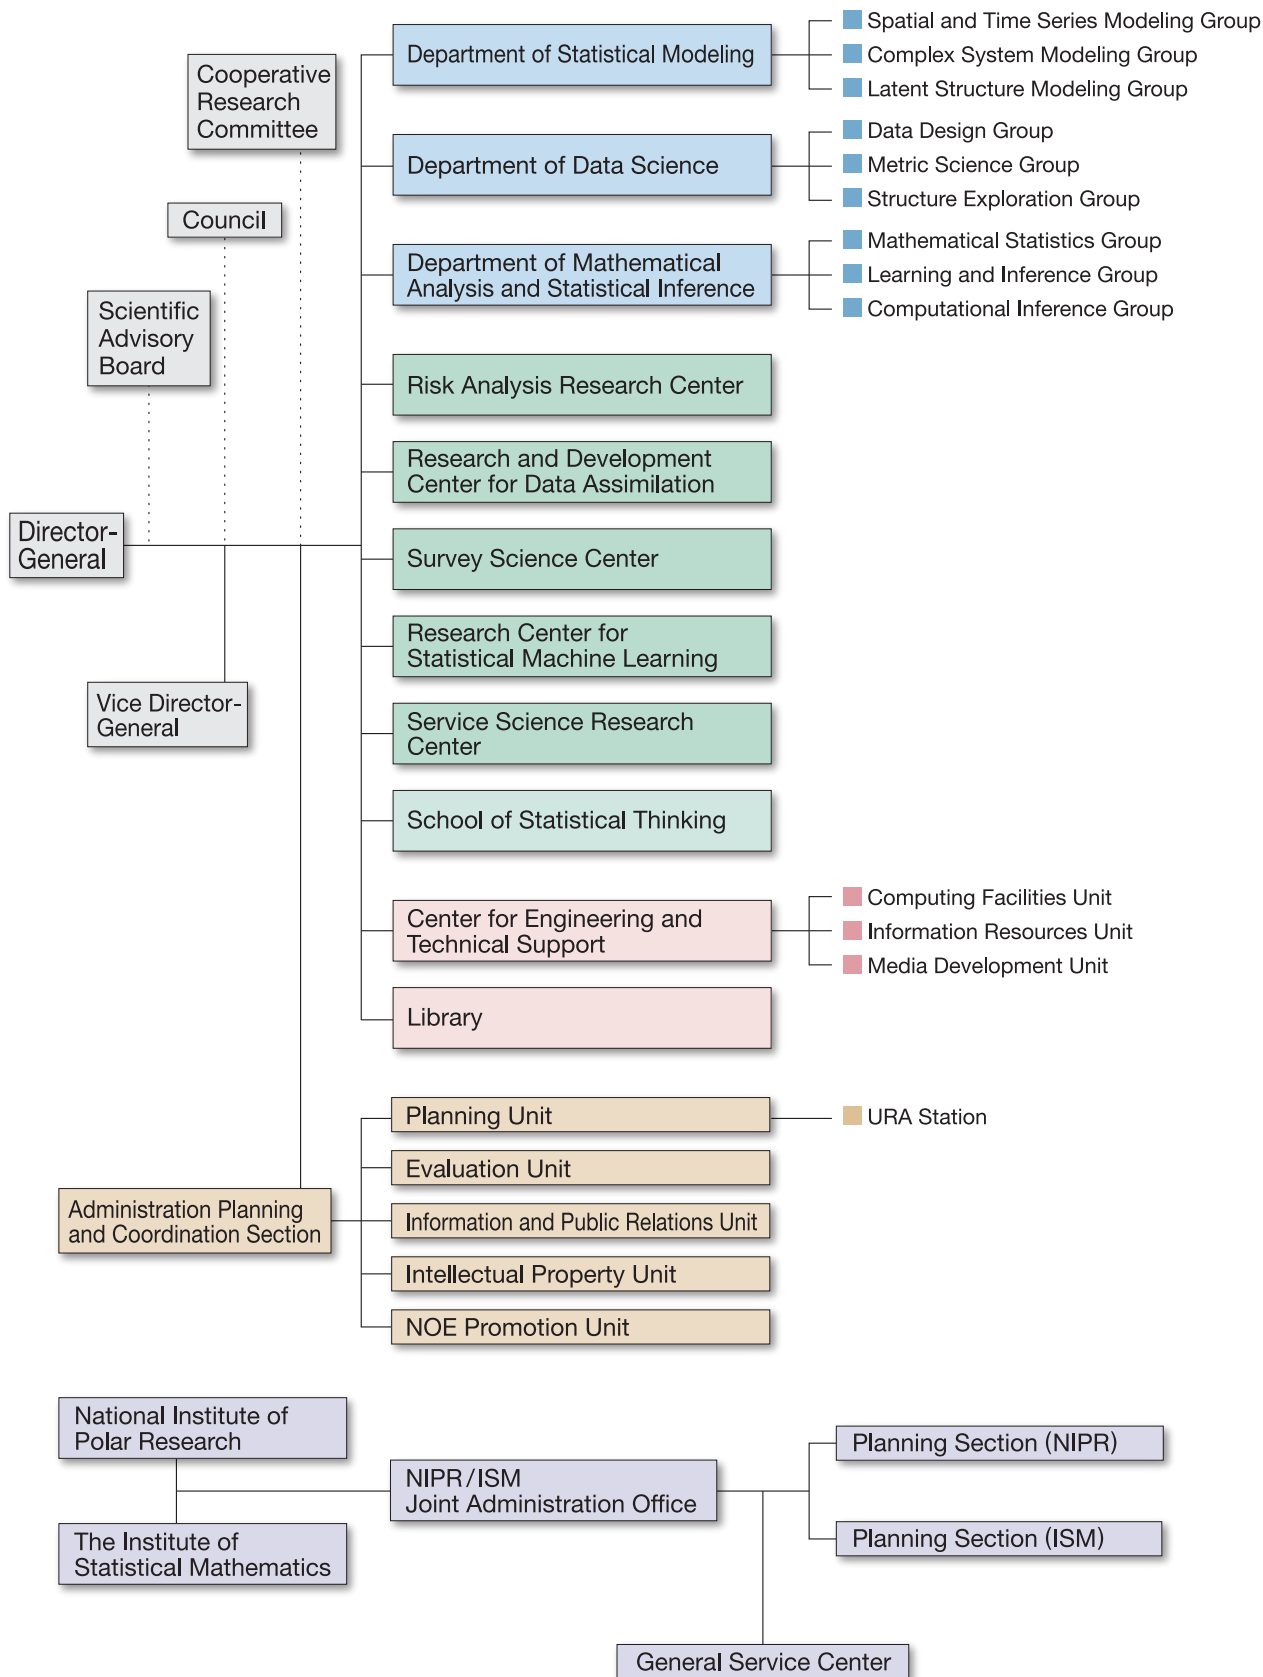 Cooperative
Research
Committee
Council
Scientific
Advisory
Board
Director-
General
Vice Director-
General
Department of Statistical Modeling
Spatial and Time Series Modeling Group
Complex System Modeling Group
Latent Structure Modeling Group
Department of Data Science
Data Design Group
Metric Science Group
Structure Exploration Group
Department of Mathematical
Analysis and Statistical Inference
Mathematical Statistics Group
Learning and Inference Group
Computational Inference Group
Risk Analysis Research Center
Research and Development
Center for Data Assimilation
Survey Science Center
Research Center for
Statistical Machine Learning
Service Science Research
Center
School of Statistical Thinking
Center for Engineering and
Technical Support
Computing Facilities Unit
Information Resources Unit
Media Development Unit
Library
Administration Planning
and Coordination Section
Planning Unit
URA Station
Evaluation Unit
Information and Public Relations Unit
Intellectual Property Unit
NOE Promotion Unit
National Institute of
Polar Research
The Institute of
Statistical Mathematics
NIPR/ISM
Joint Administration Office
Planning Section (NIPR)
Planning Section (ISM)
General Service Center